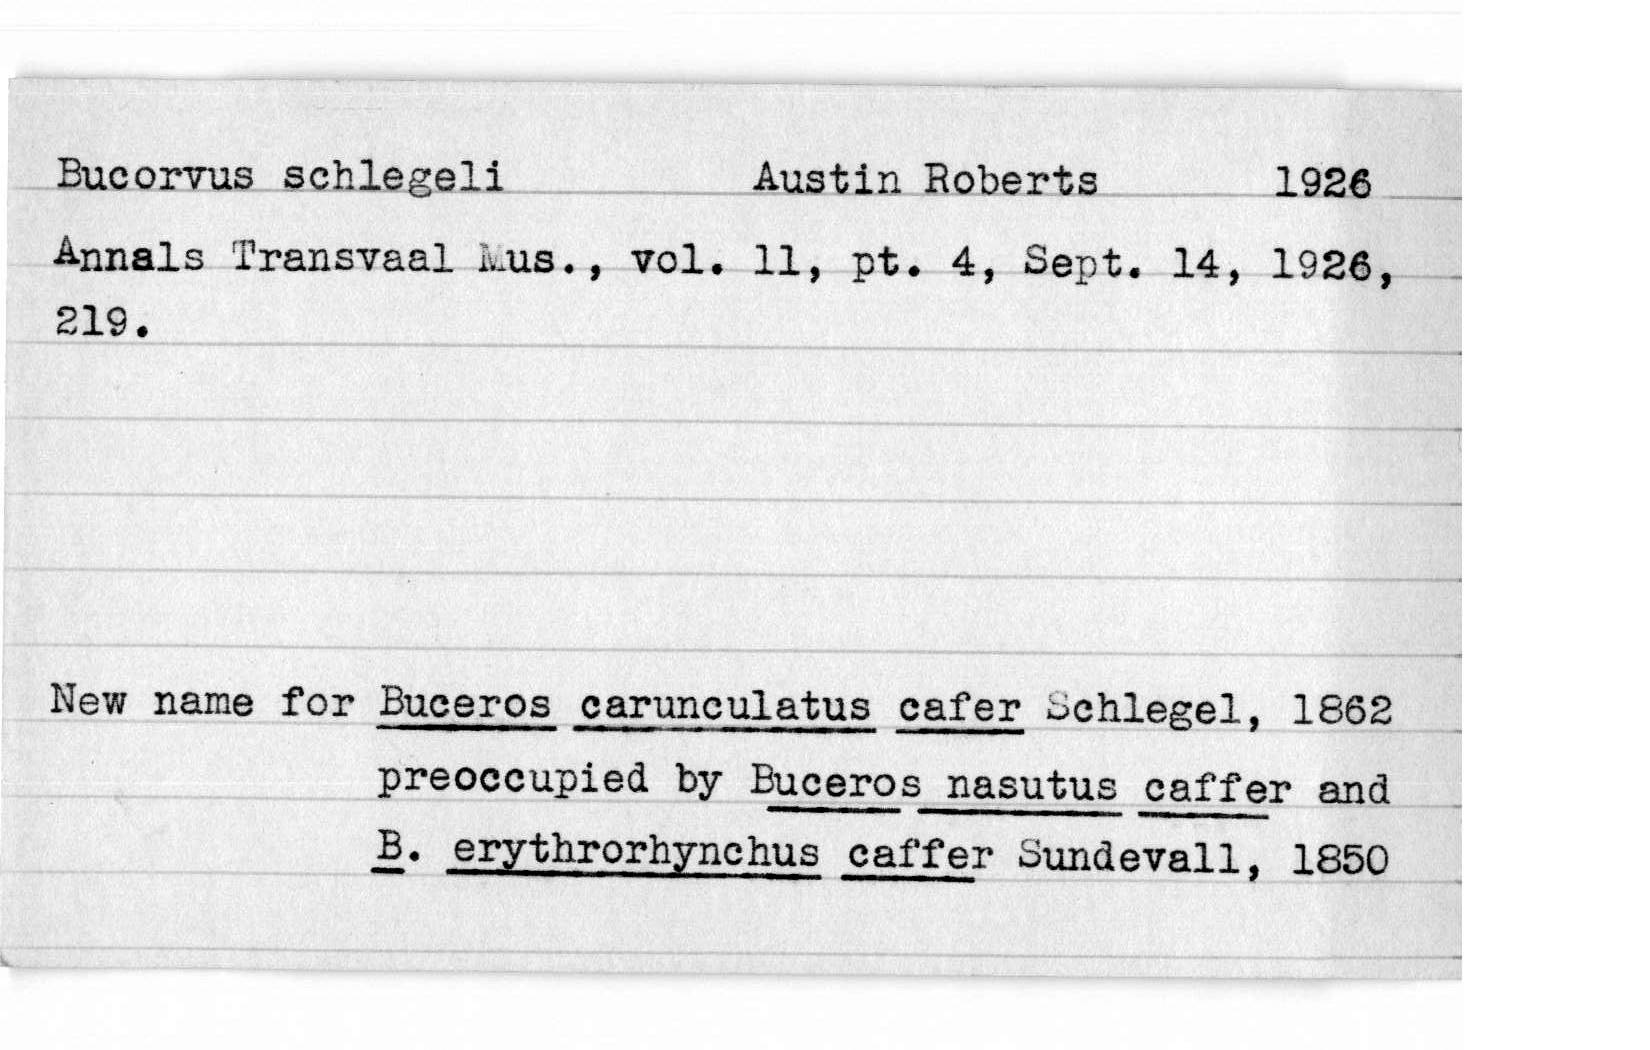 Bucorvus schlegeli Austin Roberts 1926
Annals Transvaal Mus., vol. 11, pt. 4, Sept. 14, 1926,
219.
New name for Buceros carunculatus cafer Schlegel, 1862
preoccupied by Buceros nasutus caffer and
B. erythrorhynchus caffer Sundevall, 1850